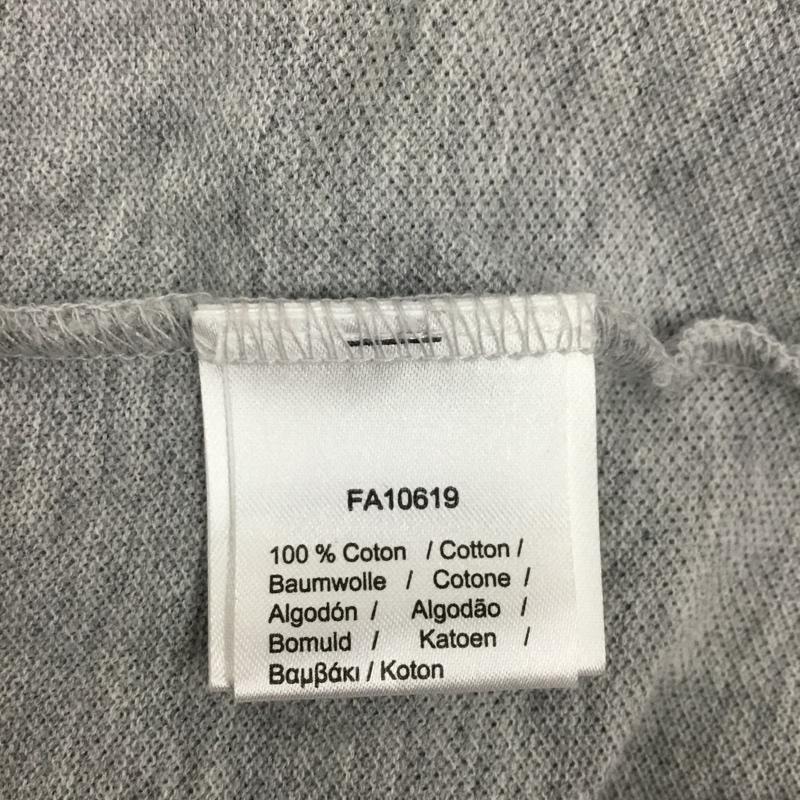 FA10619
100 % Coton / Cotton /
Baumwolle / Cotone /
Algodón / Algodão /
Bomuld / Katoen /
Βαμβάκι / Koton